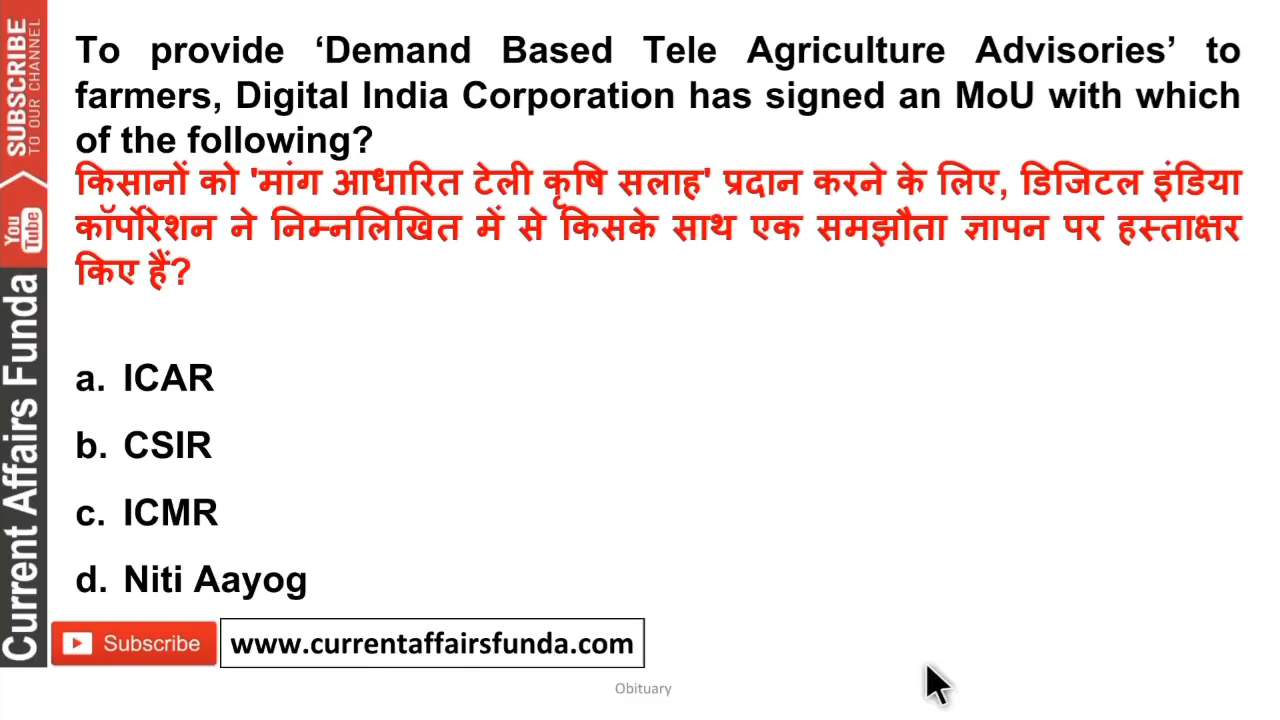 To provide ‘Demand Based Tele Agriculture Advisories’ to
farmers, Digital India Corporation has signed an MoU with which
of the following?
किसानों को 'मांग आधारित टेली कृषि सलाह' प्रदान करने के लिए, डिजिटल इंडिया
कॉर्पोरेशन ने निम्नलिखित में से किसके साथ एक समझौता ज्ञापन पर हस्ताक्षर
किए हैं?
a. ICAR
b. CSIR
c. ICMR
d. Niti Aayog
Subscribe
www.currentaffairsfunda.com
Obituary
SUBSCRIBE
TO OUR CHANNEL
YouTube
Current Affairs Funda